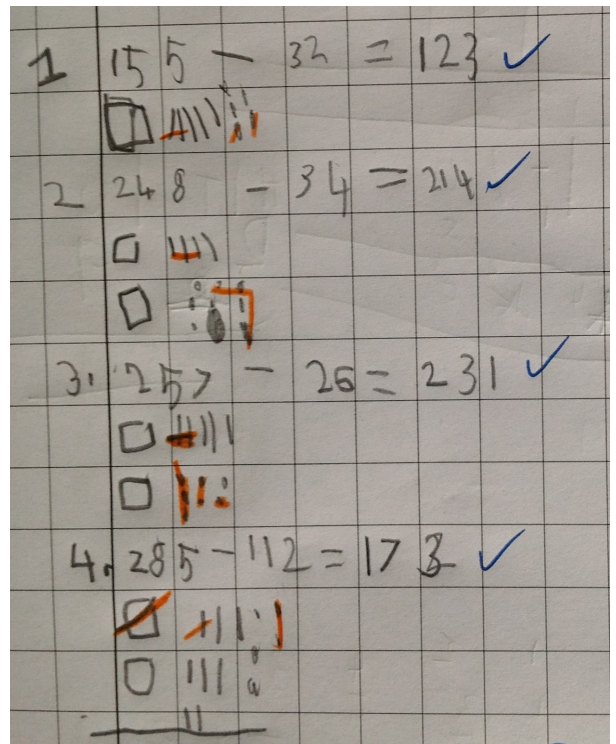 1 155 - 32 = 123 ✓
2 248 - 34 = 214 ✓
3. 257 - 26 = 231 ✓
4. 285 - 112 = 173 ✓